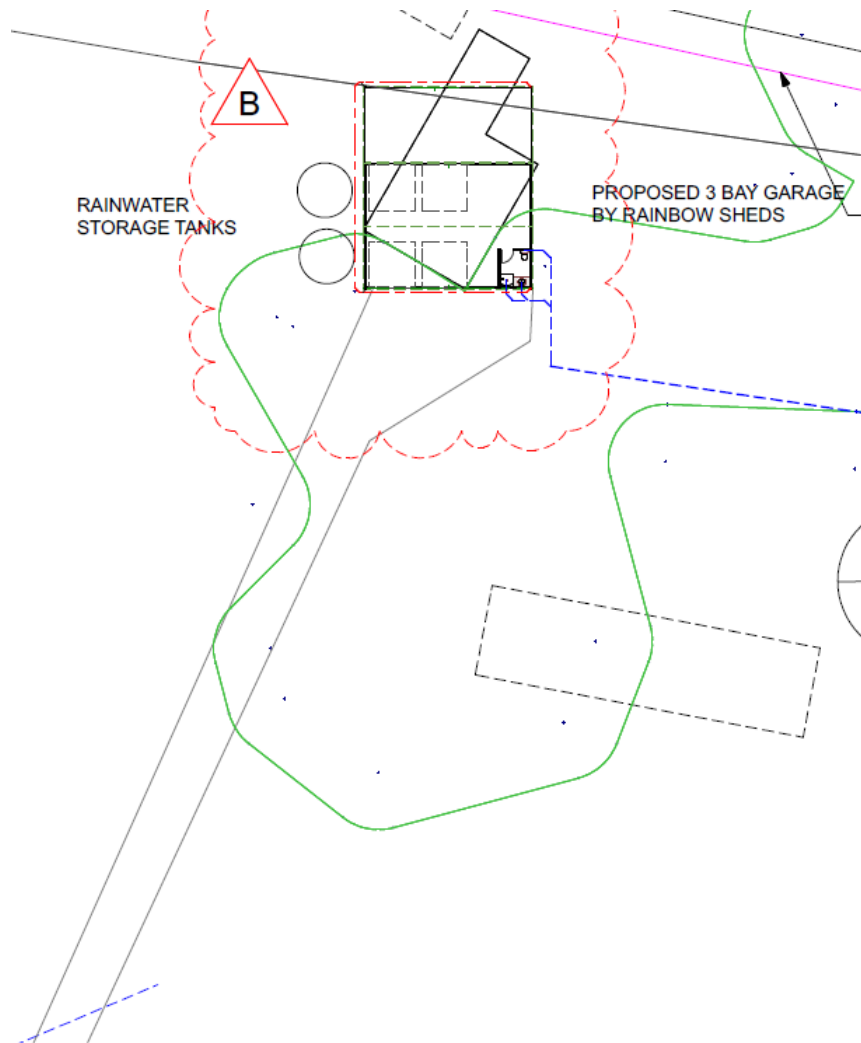 B
RAINWATER
STORAGE TANKS
PROPOSED 3 BAY GARAGE
BY RAINBOW SHEDS